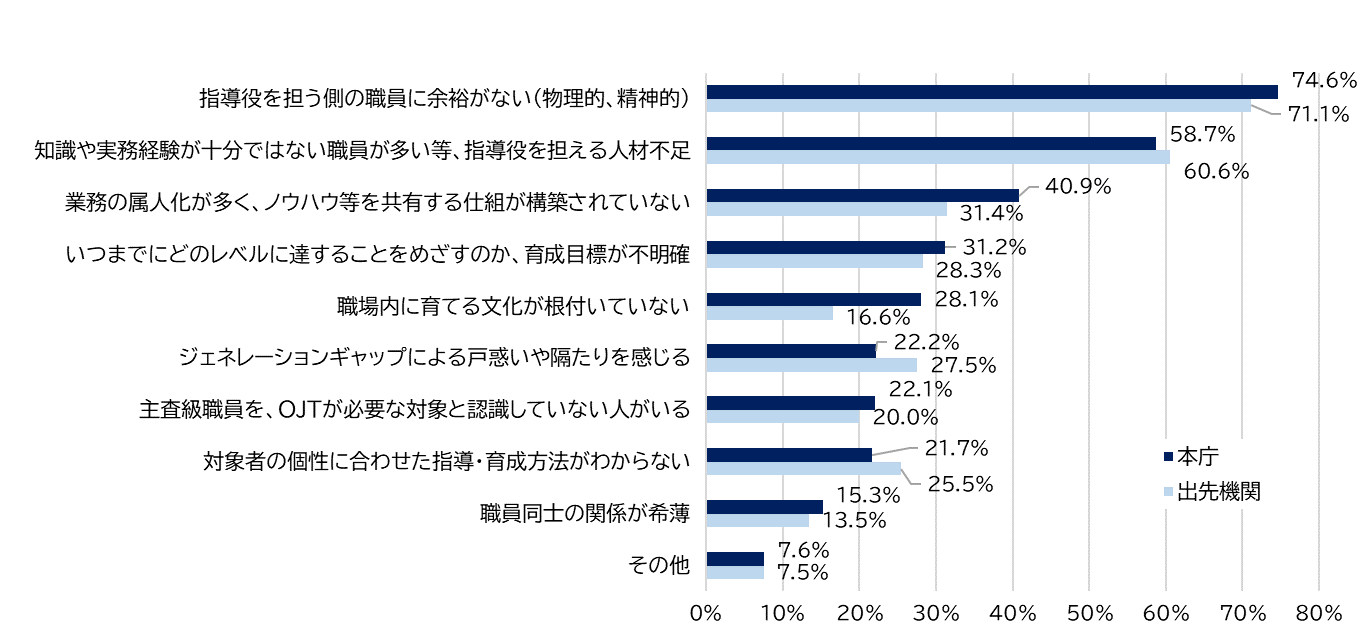 指導役を担う側の職員に余裕がない（物理的、精神的）
74.6%
71.1%
知識や実務経験が十分ではない職員が多い等、指導役を担える人材不足
58.7%
60.6%
業務の属人化が多く、ノウハウ等を共有する仕組が構築されていない
40.9%
31.4%
いつまでにどのレベルに達することをめざすのか、育成目標が不明確
31.2%
28.3%
職場内に育てる文化が根付いていない
28.1%
16.6%
ジェネレーションギャップによる戸惑いや隔たりを感じる
22.2%
27.5%
主査級職員を、OJTが必要な対象と認識していない人がいる
22.1%
20.0%
対象者の個性に合わせた指導・育成方法がわからない
21.7%
25.5%
職員同士の関係が希薄
15.3%
13.5%
その他
7.6%
7.5%
本庁
出先機関
0% 10% 20% 30% 40% 50% 60% 70% 80%